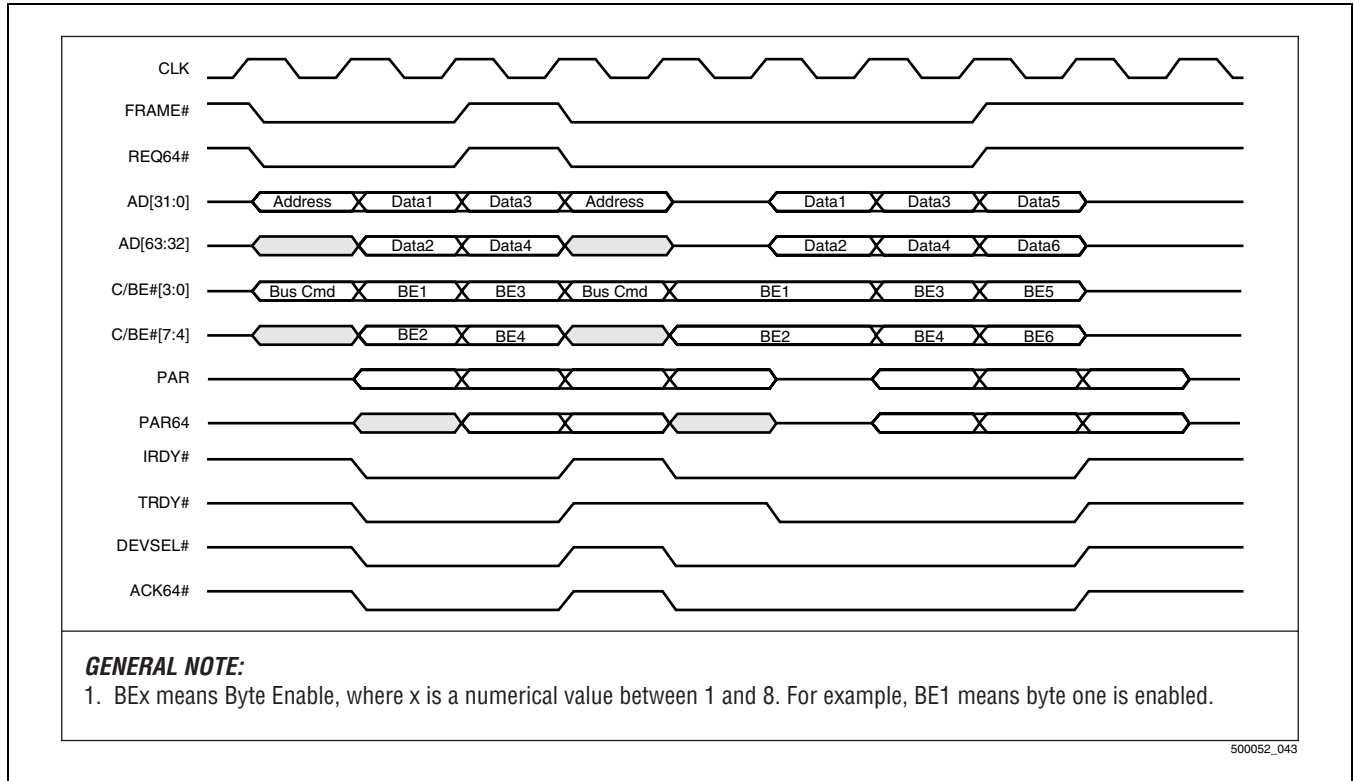 CLK
FRAME#
REQ64#
AD[31:0] Address Data1 Data3 Address Data1 Data3 Data5
AD[63:32] Data2 Data4 Data2 Data4 Data6
C/BE#[3:0] Bus Cmd BE1 BE3 Bus Cmd BE1 BE3 BE5
C/BE#[7:4] BE2 BE4 BE2 BE4 BE6
PAR
PAR64
IRDY#
TRDY#
DEVSEL#
ACK64#
GENERAL NOTE:
1. BEx means Byte Enable, where x is a numerical value between 1 and 8. For example, BE1 means byte one is enabled.
500052_043